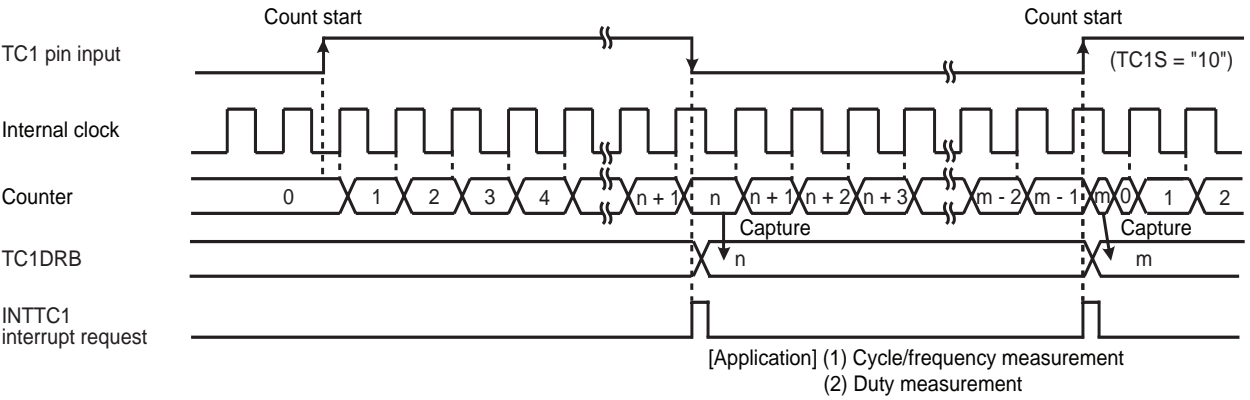 Count start Count start
TC1 pin input (TC1S = "10")
Internal clock
Counter 0 1 2 3 4 n + 1 n n + 1 n + 2 n + 3 m - 2 m - 1 m 0 1 2
Capture Capture
TC1DRB n m
INTTC1
interrupt request
[Application] (1) Cycle/frequency measurement
(2) Duty measurement